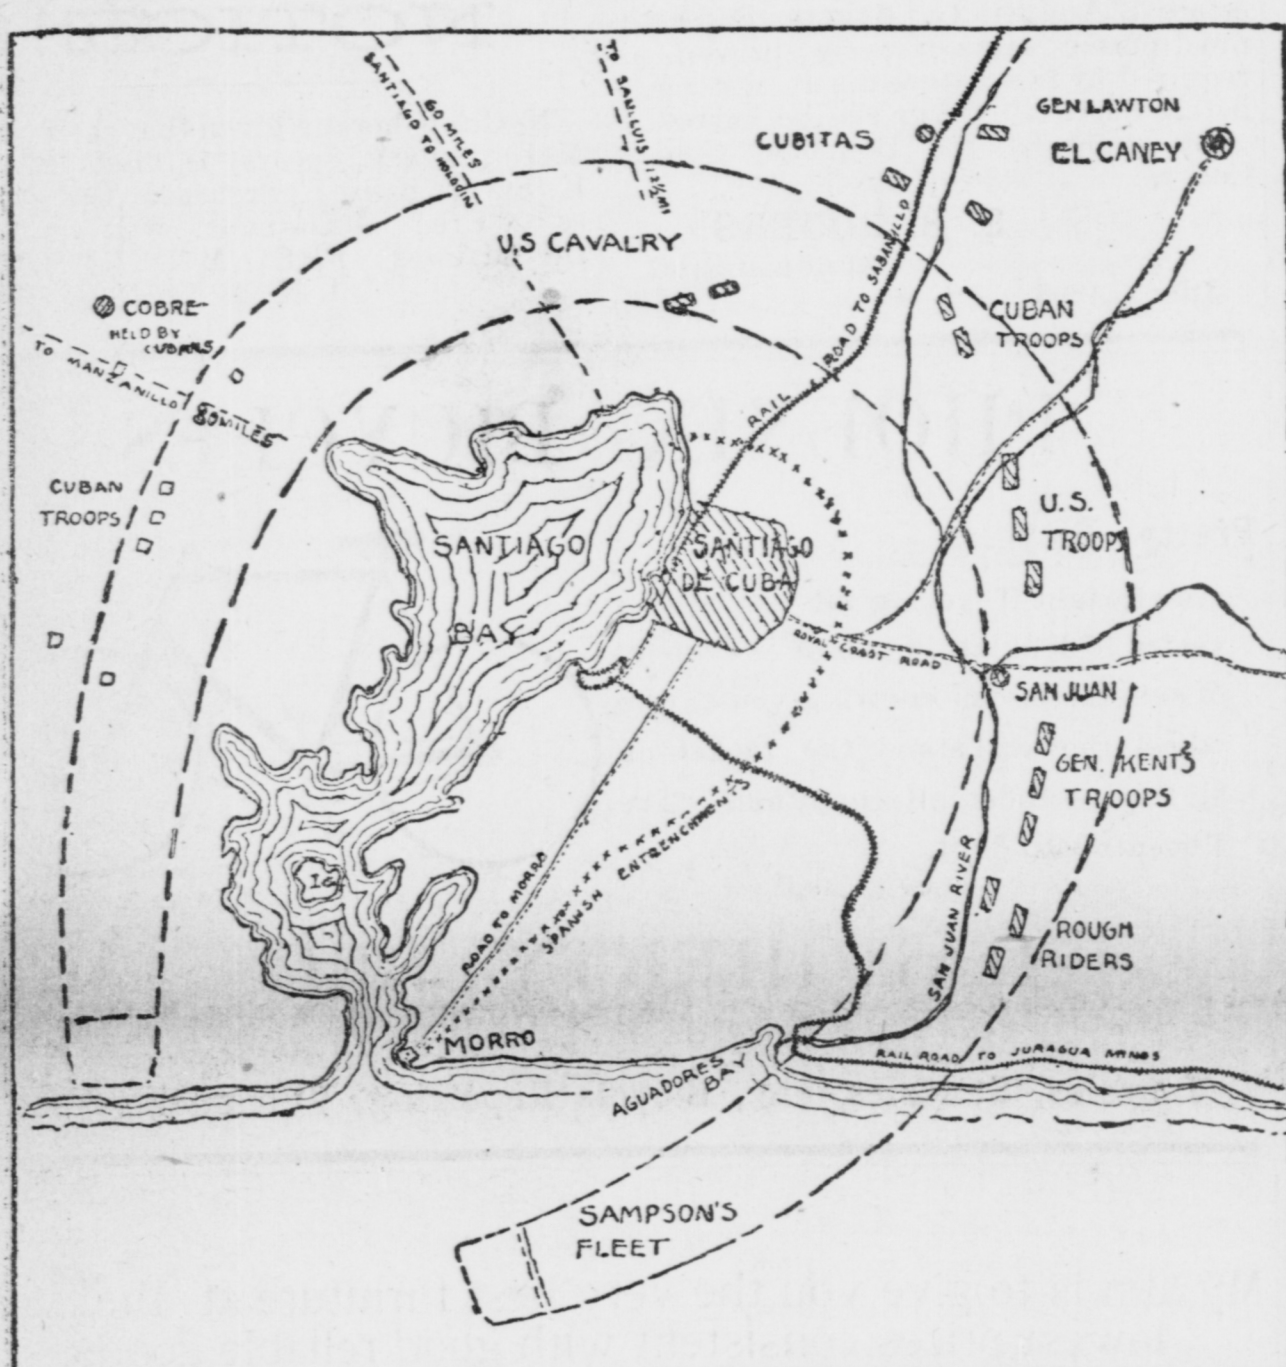 SANTIAGO TO HOLGUIN
60 MILES
TO SAN LUIS 12½ MI
CUBITAS
GEN LAWTON
EL CANEY
U.S CAVALRY
COBRE
HELD BY
CUBANS
TO MANZANILLO
80 MILES
RAIL ROAD TO SABANILLO
CUBAN
TROOPS
CUBAN
TROOPS
U.S.
TROOPS
SANTIAGO
BAY
SANTIAGO
DE CUBA
ROYAL COAST ROAD
SAN JUAN
GEN. KENT'S
TROOPS
ROAD TO MORRO
SPANISH ENTRENCHMENTS
SAN JUAN RIVER
ROUGH
RIDERS
MORRO
AGUADORES
BAY
RAIL ROAD TO JURAGUA MINES
SAMPSON'S
FLEET